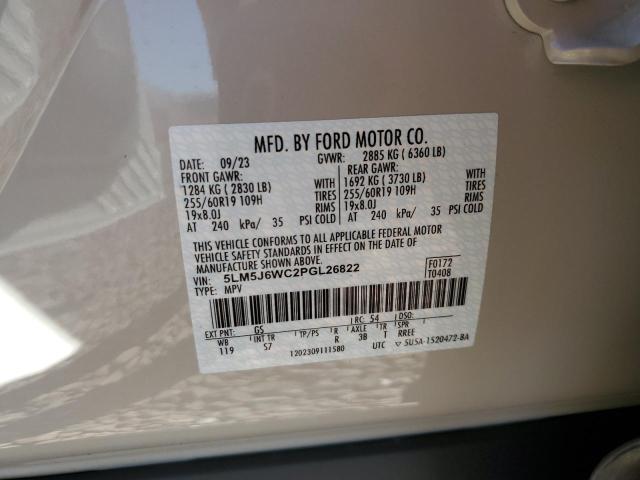 MFD. BY FORD MOTOR CO.
DATE: 09/23 GVWR: 2885 KG ( 6360 LB)
FRONT GAWR: REAR GAWR:
1284 KG ( 2830 LB) WITH 1692 KG ( 3730 LB) WITH
255/60R19 109H TIRES 255/60R19 109H TIRES
19x8.0J RIMS 19x8.0J RIMS
AT 240 kPa/ 35 PSI COLD AT 240 kPa/ 35 PSI COLD
THIS VEHICLE CONFORMS TO ALL APPLICABLE FEDERAL MOTOR
VEHICLE SAFETY STANDARDS IN EFFECT ON THE DATE OF
MANUFACTURE SHOWN ABOVE.
VIN: 5LM5J6WC2PGL26822 F0172
TYPE: MPV T0408
EXT PNT: GS RC: 54 DSO:
WB INT TR TP/PS R AXLE TR SPR
119 S7 R 3B T RREE
1202309111580 UTC ▽ 5U5A-1520472-BA